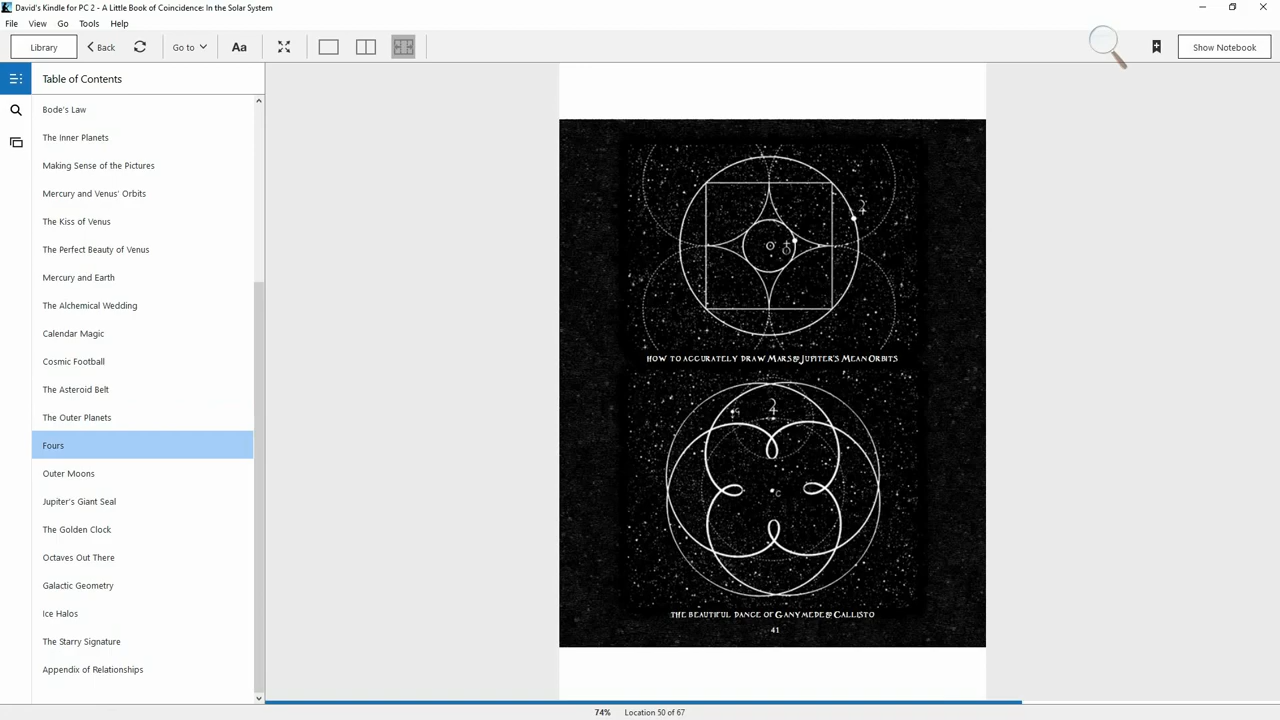 David's Kindle for PC 2 - A Little Book of Coincidence: In the Solar System
File View Go Tools Help
Library Back Go to Aa Show Notebook
Table of Contents
Bode's Law
The Inner Planets
Making Sense of the Pictures
Mercury and Venus' Orbits
The Kiss of Venus
The Perfect Beauty of Venus
Mercury and Earth
The Alchemical Wedding
Calendar Magic
Cosmic Football
The Asteroid Belt
The Outer Planets
Fours
Outer Moons
Jupiter's Giant Seal
The Golden Clock
Octaves Out There
Galactic Geometry
Ice Halos
The Starry Signature
Appendix of Relationships
HOW TO ACCURATELY DRAW MARS & JUPITER'S MEAN ORBITS
C
THE BEAUTIFUL DANCE OF GANYMEDE & CALLISTO
41
74% Location 50 of 67